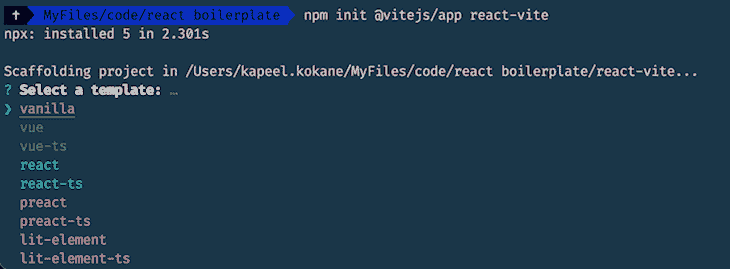 MyFiles/code/react boilerplate npm init @vitejs/app react-vite
npx: installed 5 in 2.301s
Scaffolding project in /Users/kapeel.kokane/MyFiles/code/react boilerplate/react-vite...
? Select a template: …
❯ vanilla
vue
vue-ts
react
react-ts
preact
preact-ts
lit-element
lit-element-ts